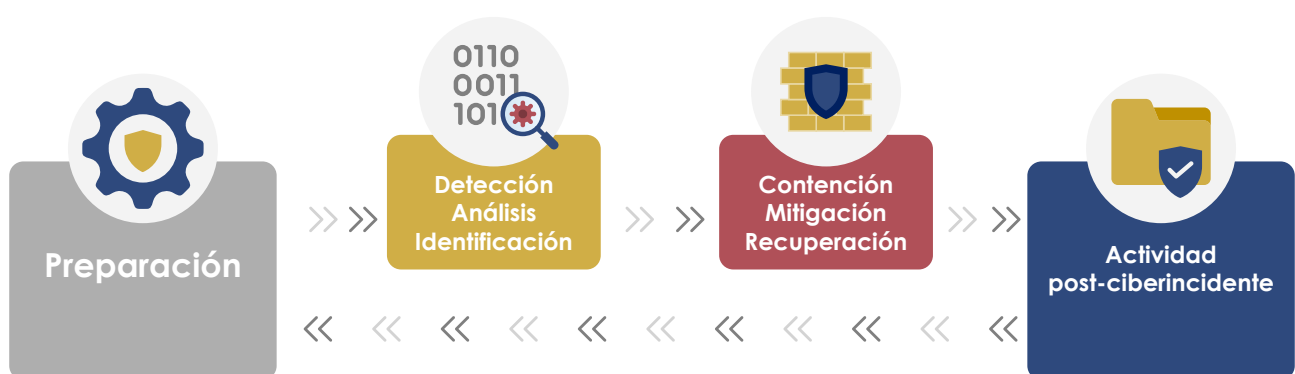 Preparación
0110
0011
101
Detección
Análisis
Identificación
Contención
Mitigación
Recuperación
Actividad
post-ciberincidente